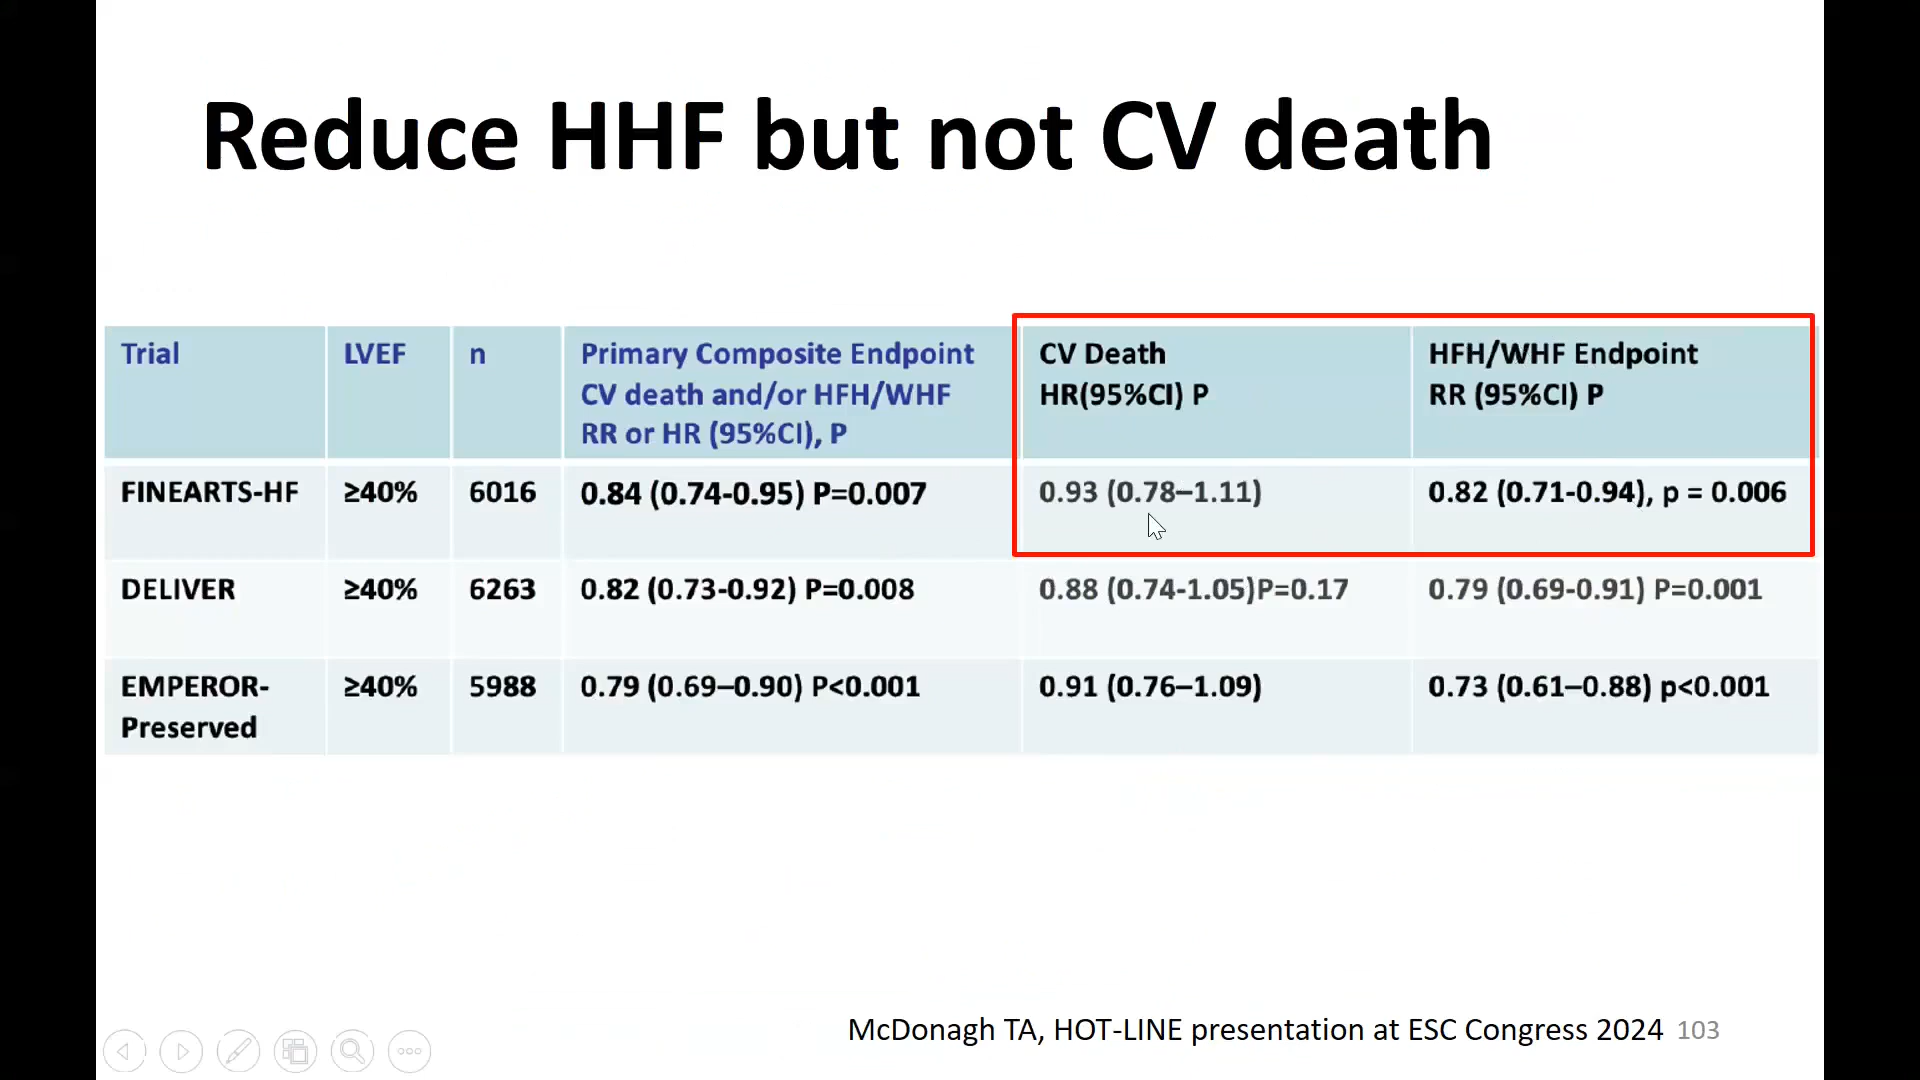 Reduce HHF but not CV death
Trial
LVEF
n
Primary Composite Endpoint
CV death and/or HFH/WHF
RR or HR (95%CI), P
CV Death
HR(95%CI) P
HFH/WHF Endpoint
RR (95%CI) P
FINEARTS-HF
≥40%
6016
0.84 (0.74-0.95) P=0.007
0.93 (0.78–1.11)
0.82 (0.71-0.94), p = 0.006
DELIVER
≥40%
6263
0.82 (0.73-0.92) P=0.008
0.88 (0.74-1.05)P=0.17
0.79 (0.69-0.91) P=0.001
EMPEROR-
Preserved
≥40%
5988
0.79 (0.69–0.90) P<0.001
0.91 (0.76–1.09)
0.73 (0.61–0.88) p<0.001
McDonagh TA, HOT-LINE presentation at ESC Congress 2024
103